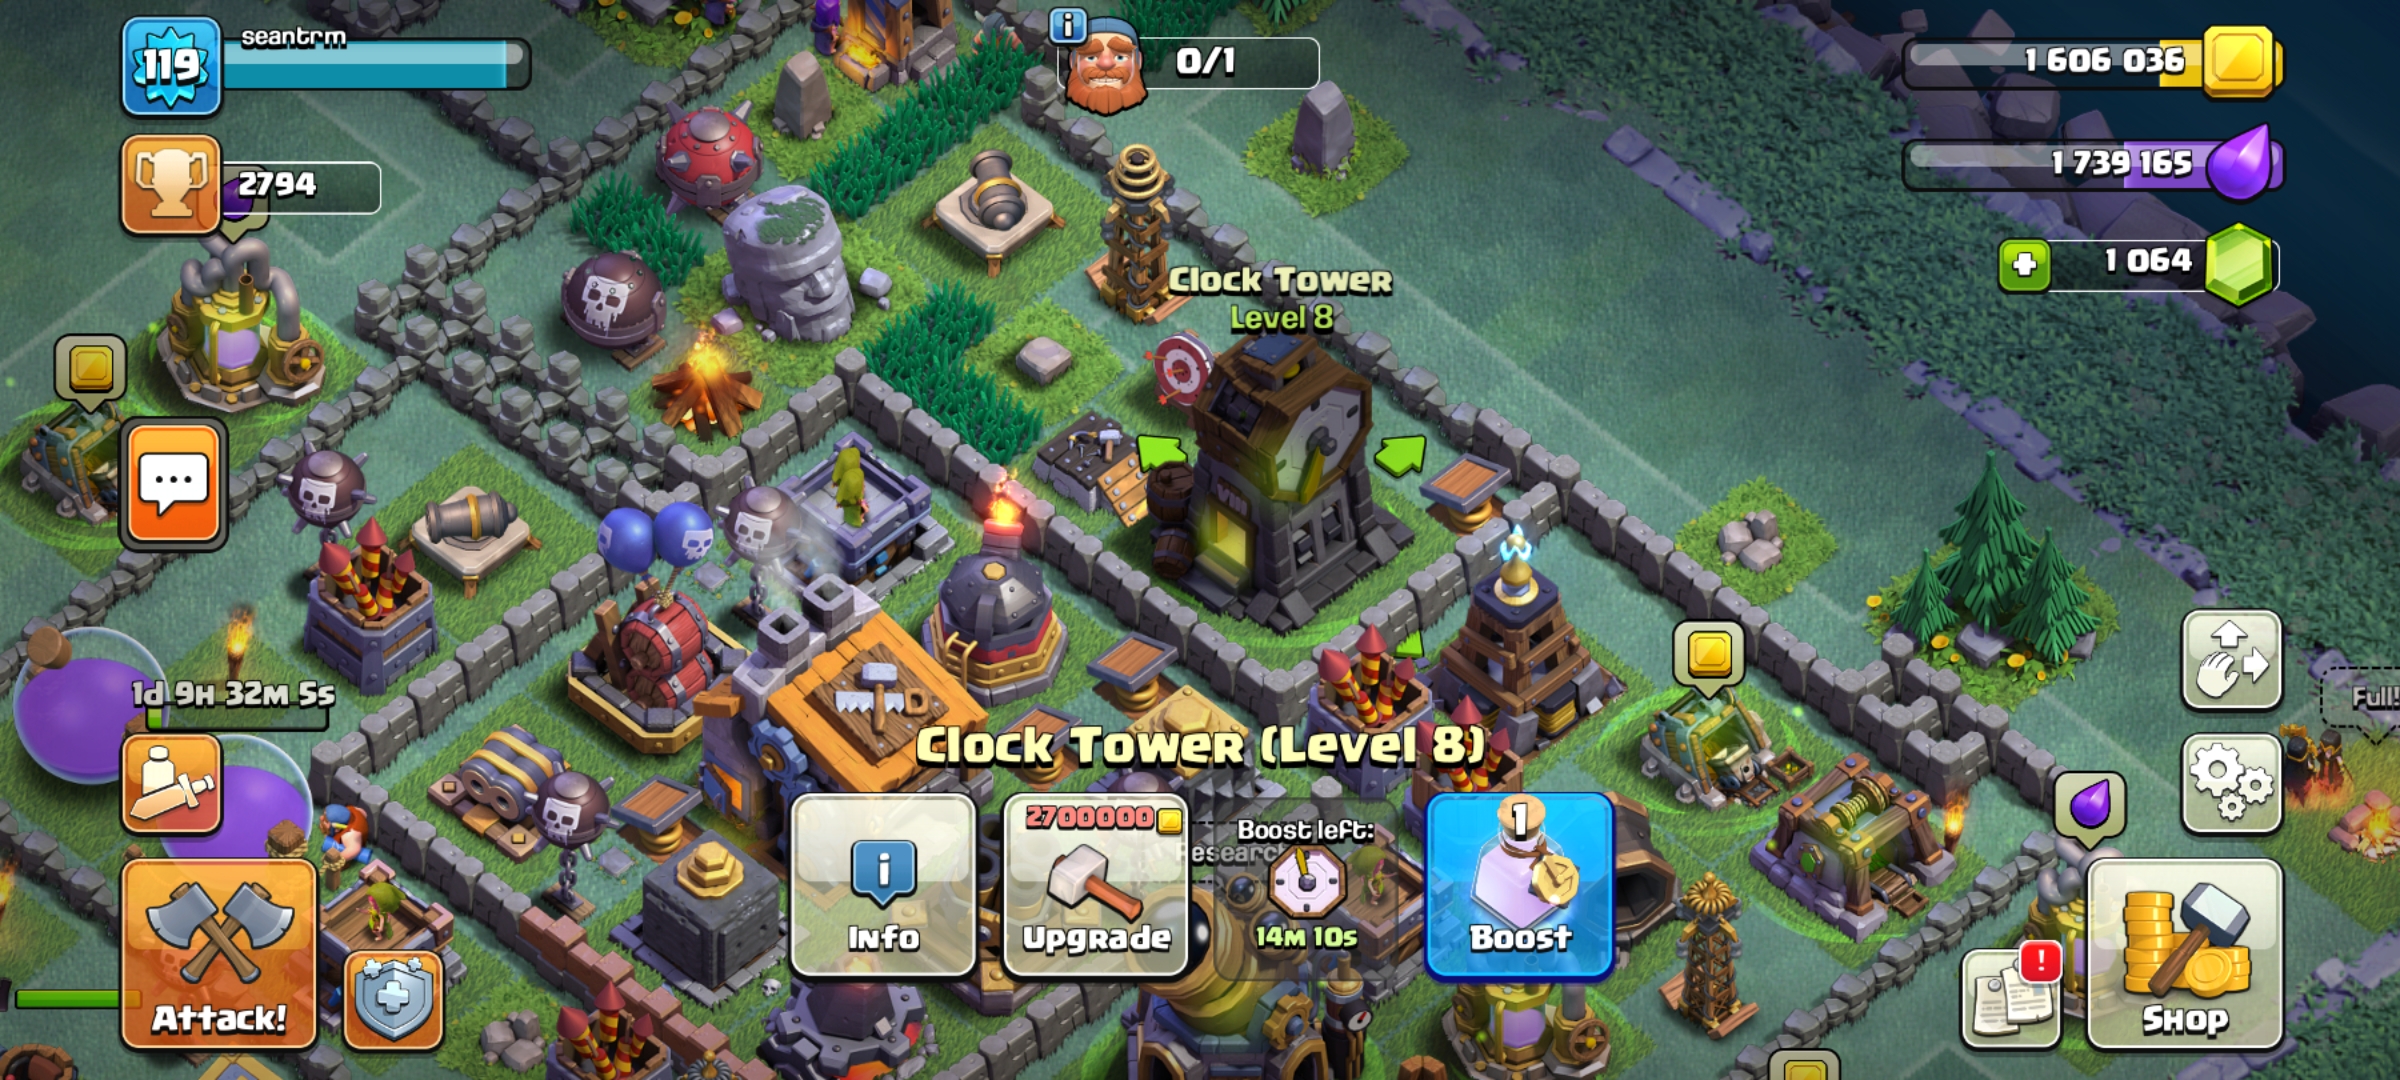 119
seantrm
0/1
1 606 036
2794
1 739 165
1 064
Clock Tower
Level 8
VIII
1d 9H 32M 5s
Full!
Clock Tower (Level 8)
2700000
Boost left:
1
Info
Upgrade
14M 10s
Boost
!
Attack!
Shop